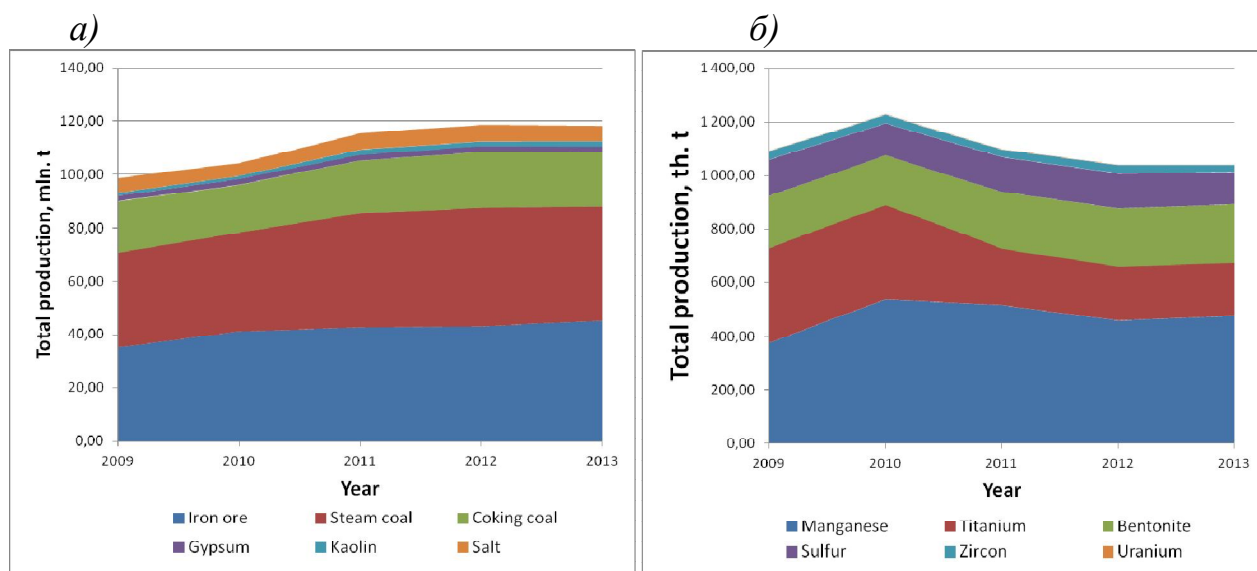 а)
Total production, mln. t
140,00
120,00
100,00
80,00
60,00
40,00
20,00
0,00
2009 2010 2011 2012 2013
Year
Iron ore Steam coal Coking coal
Gypsum Kaolin Salt
б)
Total production, th. t
1 400,00
1 200,00
1 000,00
800,00
600,00
400,00
200,00
0,00
2009 2010 2011 2012 2013
Year
Manganese Titanium Bentonite
Sulfur Zircon Uranium